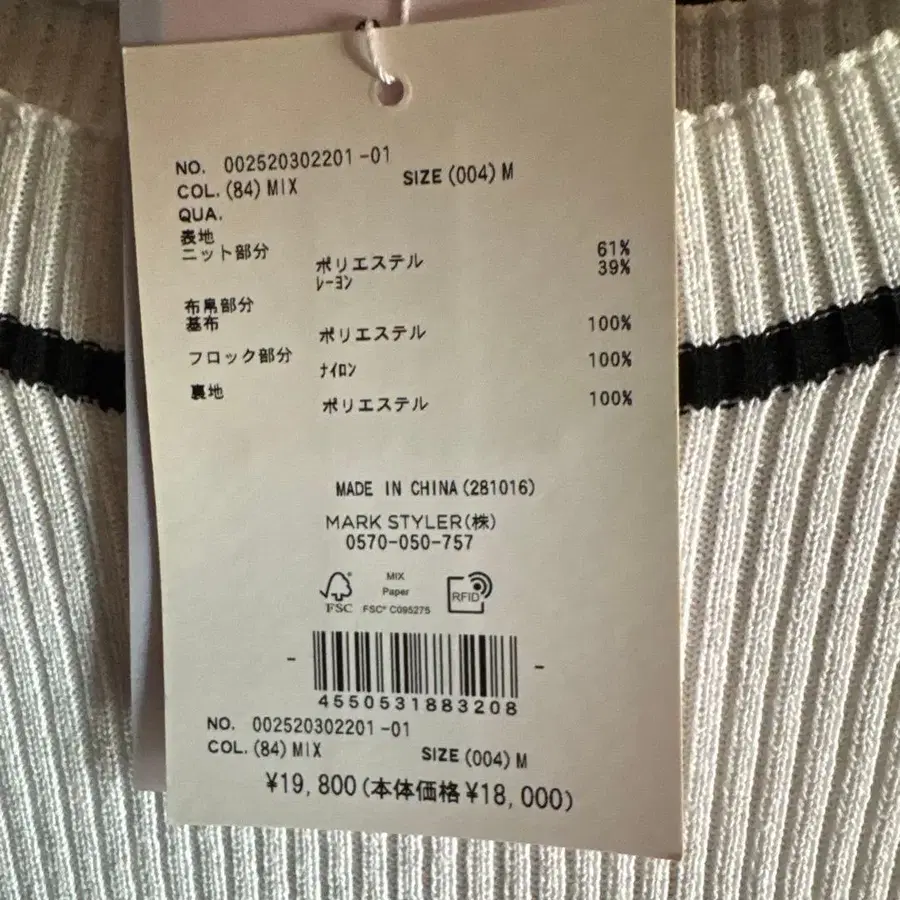 NO. 002520302201-01
COL. (84) MIX SIZE (004) M
QUA.
表地
ニット部分
ポリエステル 61%
ﾚｰﾖﾝ 39%
布帛部分
基布 ポリエステル 100%
フロック部分 ﾅｲﾛﾝ 100%
裏地 ポリエステル 100%
MADE IN CHINA (281016)
MARK STYLER(株)
0570-050-757
FSC
MIX
Paper
FSC® C095275
RFID
4550531883208
NO. 002520302201-01
COL. (84) MIX SIZE (004) M
¥19,800(本体価格¥18,000)